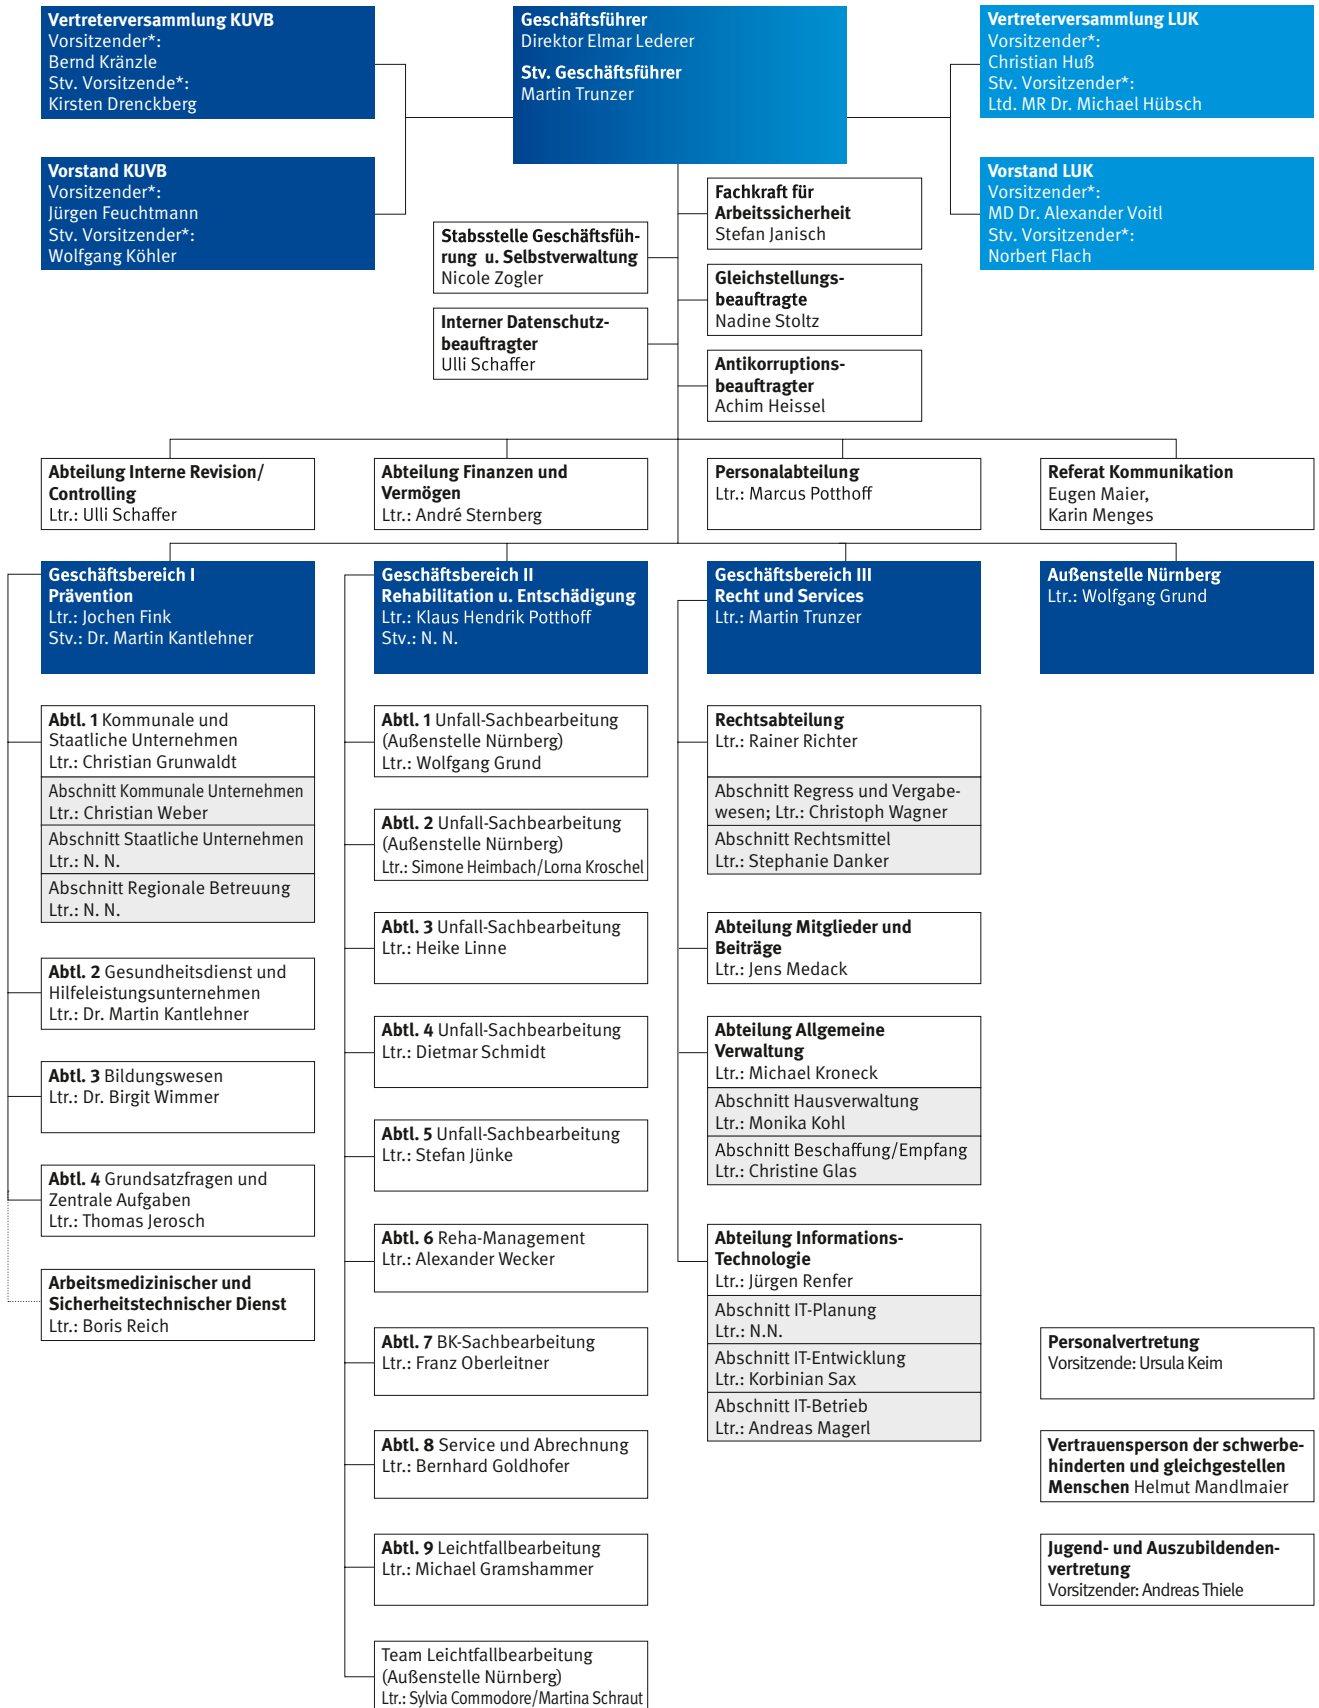 Vertreterversammlung KUVB
Vorsitzender*:
Bernd Kränzle
Stv. Vorsitzende*:
Kirsten Drenckberg
Geschäftsführer
Direktor Elmar Lederer
Stv. Geschäftsführer
Martin Trunzer
Vertreterversammlung LUK
Vorsitzender*:
Christian Huß
Stv. Vorsitzender*:
Ltd. MR Dr. Michael Hübsch
Vorstand KUVB
Vorsitzender*:
Jürgen Feuchtmann
Stv. Vorsitzender*:
Wolfgang Köhler
Vorstand LUK
Vorsitzender*:
MD Dr. Alexander Voitl
Stv. Vorsitzender*:
Norbert Flach
Fachkraft für
Arbeitssicherheit
Stefan Janisch
Stabsstelle Geschäftsfüh-
rung u. Selbstverwaltung
Nicole Zogler
Gleichstellungs-
beauftragte
Nadine Stoltz
Interner Datenschutz-
beauftragter
Ulli Schaffer
Antikorruptions-
beauftragter
Achim Heissel
Abteilung Interne Revision/
Controlling
Ltr.: Ulli Schaffer
Abteilung Finanzen und
Vermögen
Ltr.: André Sternberg
Personalabteilung
Ltr.: Marcus Potthoff
Referat Kommunikation
Eugen Maier,
Karin Menges
Geschäftsbereich I
Prävention
Ltr.: Jochen Fink
Stv.: Dr. Martin Kantlehner
Geschäftsbereich II
Rehabilitation u. Entschädigung
Ltr.: Klaus Hendrik Potthoff
Stv.: N. N.
Geschäftsbereich III
Recht und Services
Ltr.: Martin Trunzer
Außenstelle Nürnberg
Ltr.: Wolfgang Grund
Abtl. 1 Kommunale und
Staatliche Unternehmen
Ltr.: Christian Grunwaldt
Abschnitt Kommunale Unternehmen
Ltr.: Christian Weber
Abschnitt Staatliche Unternehmen
Ltr.: N. N.
Abschnitt Regionale Betreuung
Ltr.: N. N.
Abtl. 2 Gesundheitsdienst und
Hilfeleistungsunternehmen
Ltr.: Dr. Martin Kantlehner
Abtl. 3 Bildungswesen
Ltr.: Dr. Birgit Wimmer
Abtl. 4 Grundsatzfragen und
Zentrale Aufgaben
Ltr.: Thomas Jerosch
Arbeitsmedizinischer und
Sicherheitstechnischer Dienst
Ltr.: Boris Reich
Abtl. 1 Unfall-Sachbearbeitung
(Außenstelle Nürnberg)
Ltr.: Wolfgang Grund
Abtl. 2 Unfall-Sachbearbeitung
(Außenstelle Nürnberg)
Ltr.: Simone Heimbach/Lorna Kroschel
Abtl. 3 Unfall-Sachbearbeitung
Ltr.: Heike Linne
Abtl. 4 Unfall-Sachbearbeitung
Ltr.: Dietmar Schmidt
Abtl. 5 Unfall-Sachbearbeitung
Ltr.: Stefan Jünke
Abtl. 6 Reha-Management
Ltr.: Alexander Wecker
Abtl. 7 BK-Sachbearbeitung
Ltr.: Franz Oberleitner
Abtl. 8 Service und Abrechnung
Ltr.: Bernhard Goldhofer
Abtl. 9 Leichtfallbearbeitung
Ltr.: Michael Gramshammer
Team Leichtfallbearbeitung
(Außenstelle Nürnberg)
Ltr.: Sylvia Commodore/Martina Schraut
Rechtsabteilung
Ltr.: Rainer Richter
Abschnitt Regress und Vergabe-
wesen; Ltr.: Christoph Wagner
Abschnitt Rechtsmittel
Ltr.: Stephanie Danker
Abteilung Mitglieder und
Beiträge
Ltr.: Jens Medack
Abteilung Allgemeine
Verwaltung
Ltr.: Michael Kroneck
Abschnitt Hausverwaltung
Ltr.: Monika Kohl
Abschnitt Beschaffung/Empfang
Ltr.: Christine Glas
Abteilung Informations-
Technologie
Ltr.: Jürgen Renfer
Abschnitt IT-Planung
Ltr.: N.N.
Abschnitt IT-Entwicklung
Ltr.: Korbinian Sax
Abschnitt IT-Betrieb
Ltr.: Andreas Magerl
Personalvertretung
Vorsitzende: Ursula Keim
Vertrauensperson der schwerbe-
hinderten und gleichgestellen
Menschen Helmut Mandlmaier
Jugend- und Auszubildenden-
vertretung
Vorsitzender: Andreas Thiele